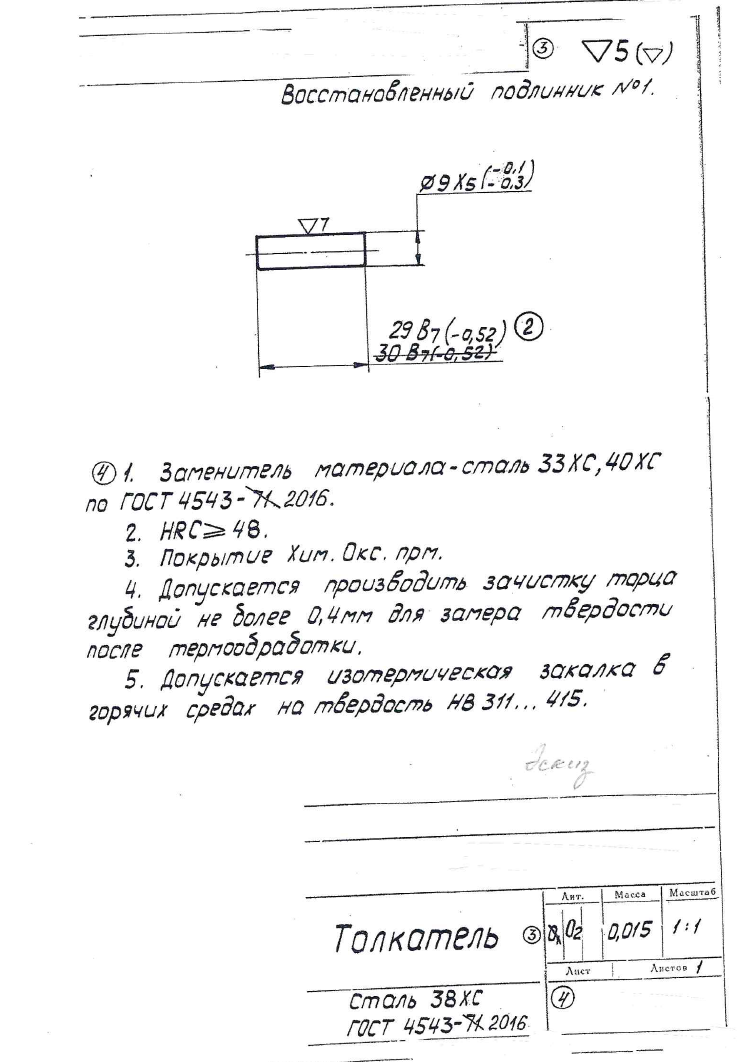 ③ ▽5 (▽)
Восстановленный подлинник №1.
⌀9 X5 (-0,1
-0,3)
▽7
29 В7 (-0,52) ②
30 В7 (-0,52)
④ 1. Заменитель материала-сталь 33ХС, 40ХС
по ГОСТ 4543-71 2016.
2. HRC ⩾ 48.
3. Покрытие Хим. Окс. прм.
4. Допускается производить зачистку торца
глубиной не более 0,4мм для замера твердости
после термообработки.
5. Допускается изотермическая закалка в
горячих средах на твердость НВ 311... 415.
Эскиз
Лит. Масса Масштаб
Толкатель ③ О2 0,015 1:1
Лист Листов 1
Сталь 38ХС ④
ГОСТ 4543-71 2016